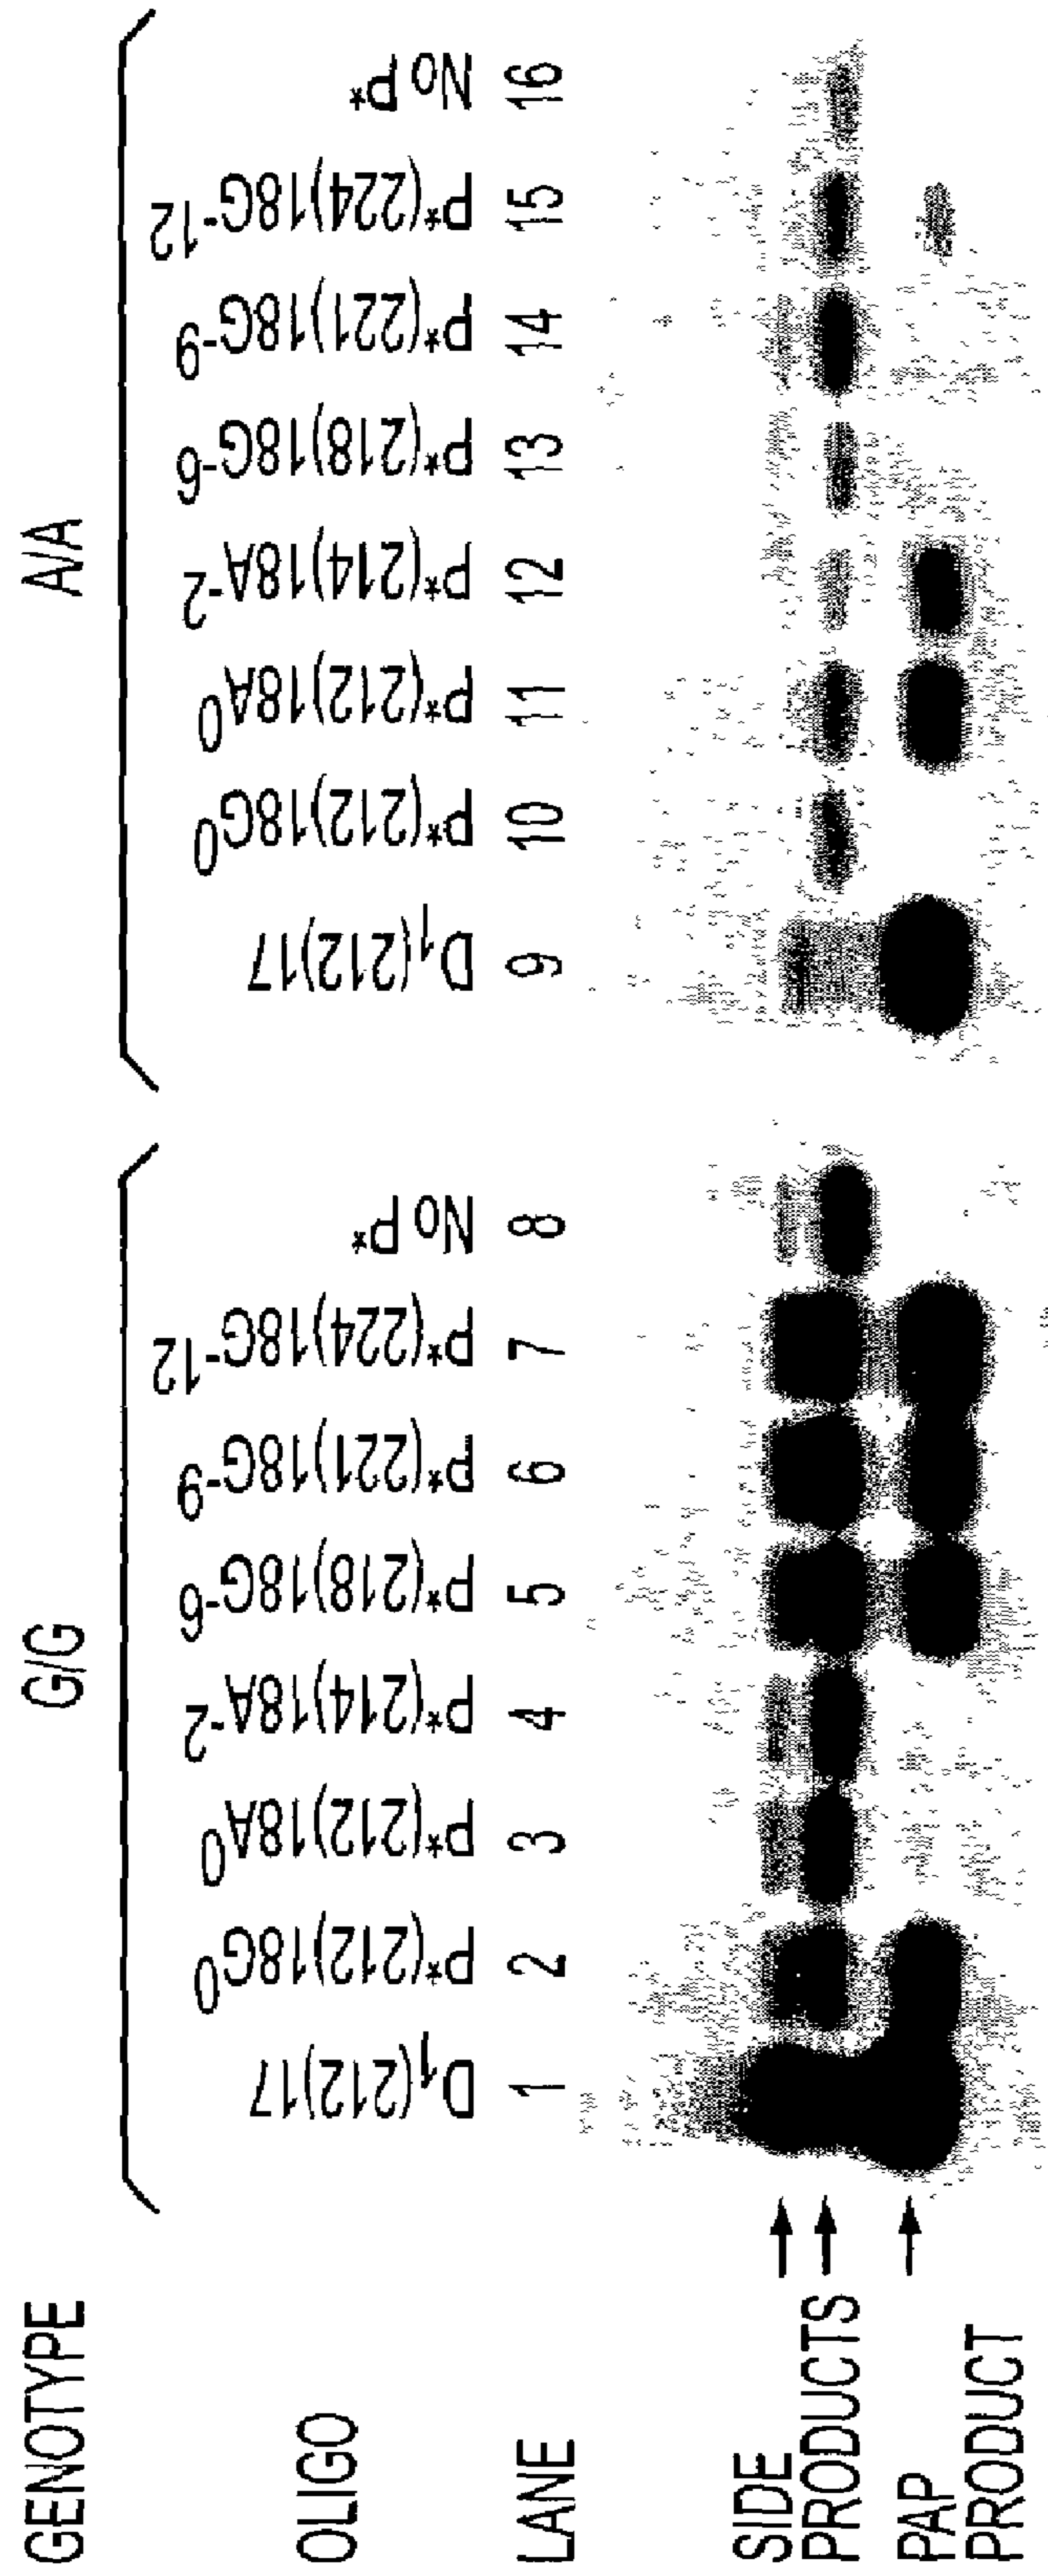 GENOTYPE G/G A/A
OLIGO D1(212)17 P*(212)18G0 P*(212)18A0 P*(214)18A-2 P*(218)18G-6 P*(221)18G-9 P*(224)18G-12 No P* D1(212)17 P*(212)18G0 P*(212)18A0 P*(214)18A-2 P*(218)18G-6 P*(221)18G-9 P*(224)18G-12 No P*
LANE 1 2 3 4 5 6 7 8 9 10 11 12 13 14 15 16
SIDE
PRODUCTS
PAP
PRODUCT